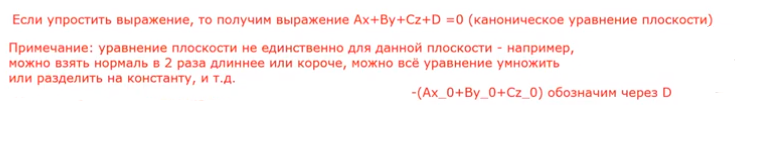 Если упростить выражение, то получим выражение Ax+By+Cz+D =0 (каноническое уравнение плоскости)
Примечание: уравнение плоскости не единственно для данной плоскости - например,
можно взять нормаль в 2 раза длиннее или короче, можно всё уравнение умножить
или разделить на константу, и т.д.
-(Ax_0+By_0+Cz_0) обозначим через D